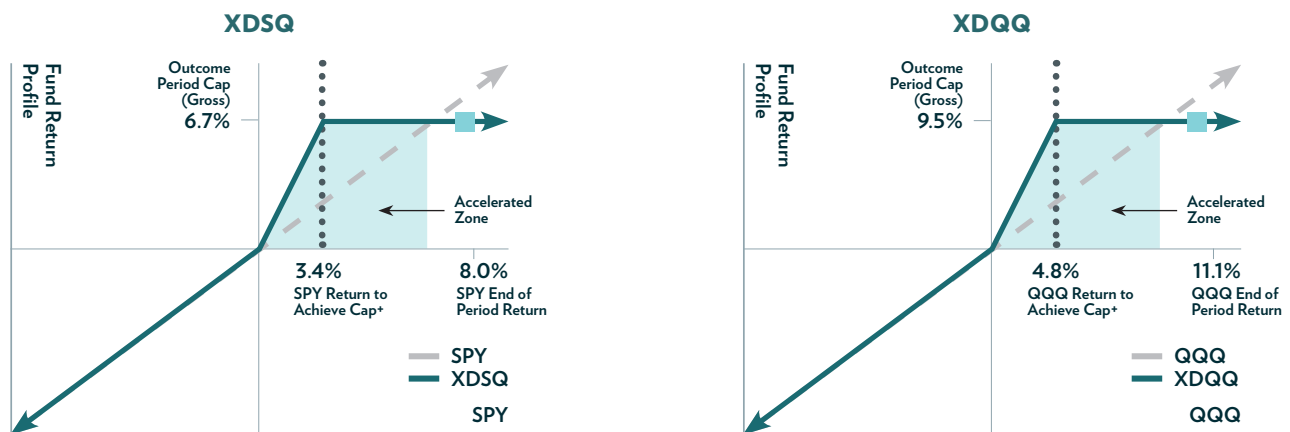 XDSQ
Fund Return
Profile
Outcome
Period Cap
(Gross)
6.7%
Accelerated
Zone
3.4%
SPY Return to
Achieve Cap+
8.0%
SPY End of
Period Return
SPY
XDSQ
SPY
XDQQ
Fund Return
Profile
Outcome
Period Cap
(Gross)
9.5%
Accelerated
Zone
4.8%
QQQ Return to
Achieve Cap+
11.1%
QQQ End of
Period Return
QQQ
XDQQ
QQQ